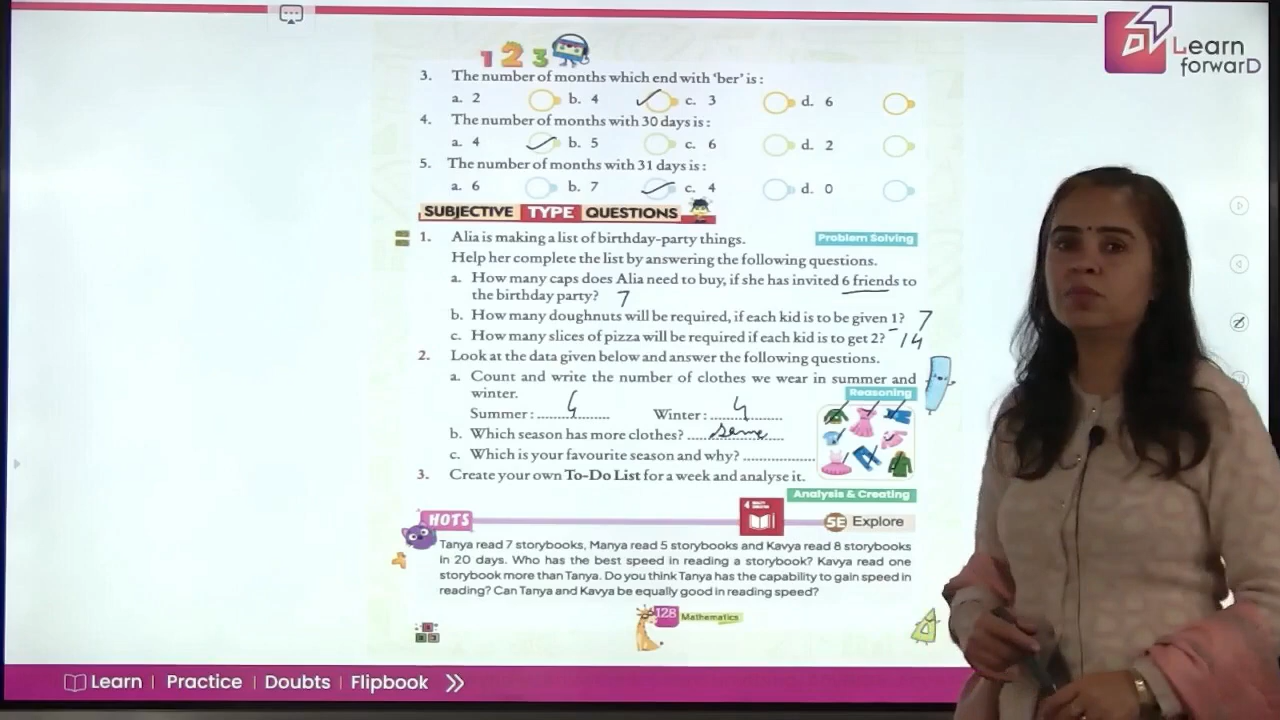 Learn
forwarD
1 2 3
3. The number of months which end with ‘ber’ is :
a. 2 b. 4 c. 3 d. 6
4. The number of months with 30 days is :
a. 4 b. 5 c. 6 d. 2
5. The number of months with 31 days is :
a. 6 b. 7 c. 4 d. 0
SUBJECTIVE TYPE QUESTIONS
1. Alia is making a list of birthday-party things. Problem Solving
Help her complete the list by answering the following questions.
a. How many caps does Alia need to buy, if she has invited 6 friends to
the birthday party? 7
b. How many doughnuts will be required, if each kid is to be given 1? 7
c. How many slices of pizza will be required if each kid is to get 2? 14
2. Look at the data given below and answer the following questions.
a. Count and write the number of clothes we wear in summer and
winter. Reasoning
Summer : Winter : 4
b. Which season has more clothes? same
c. Which is your favourite season and why?
3. Create your own To-Do List for a week and analyse it.
Analysis & Creating
HOTS 4 SE Explore
Tanya read 7 storybooks, Manya read 5 storybooks and Kavya read 8 storybooks
in 20 days. Who has the best speed in reading a storybook? Kavya read one
storybook more than Tanya. Do you think Tanya has the capability to gain speed in
reading? Can Tanya and Kavya be equally good in reading speed?
128 Mathematics
Learn | Practice | Doubts | Flipbook